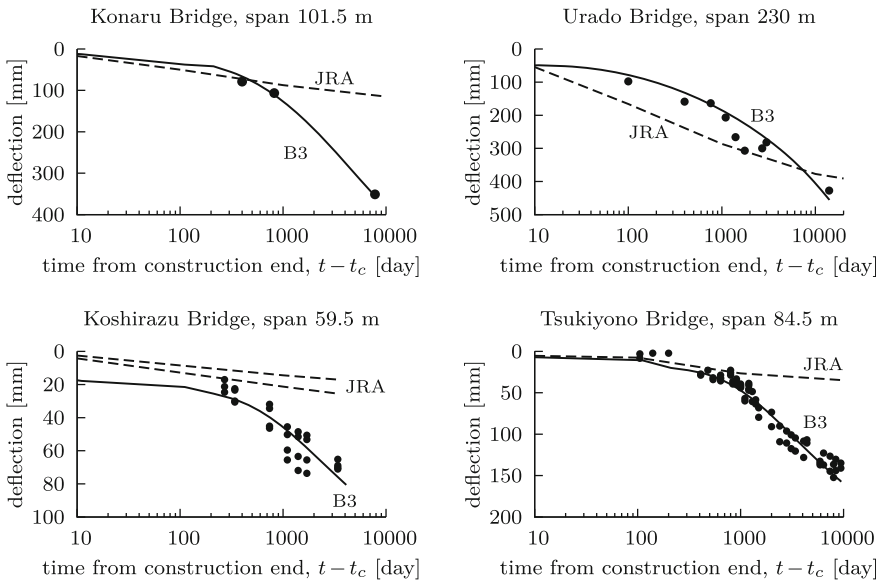 Konaru Bridge, span 101.5 m
0
100
200
300
400
deflection [mm]
JRA
B3
10
100
1000
10000
time from construction end, t − t_c [day]
Urado Bridge, span 230 m
0
100
200
300
400
500
deflection [mm]
B3
JRA
10
100
1000
10000
time from construction end, t − t_c [day]
Koshirazu Bridge, span 59.5 m
0
20
40
60
80
100
deflection [mm]
JRA
B3
10
100
1000
10000
time from construction end, t − t_c [day]
Tsukiyono Bridge, span 84.5 m
0
50
100
150
200
deflection [mm]
JRA
B3
10
100
1000
10000
time from construction end, t − t_c [day]